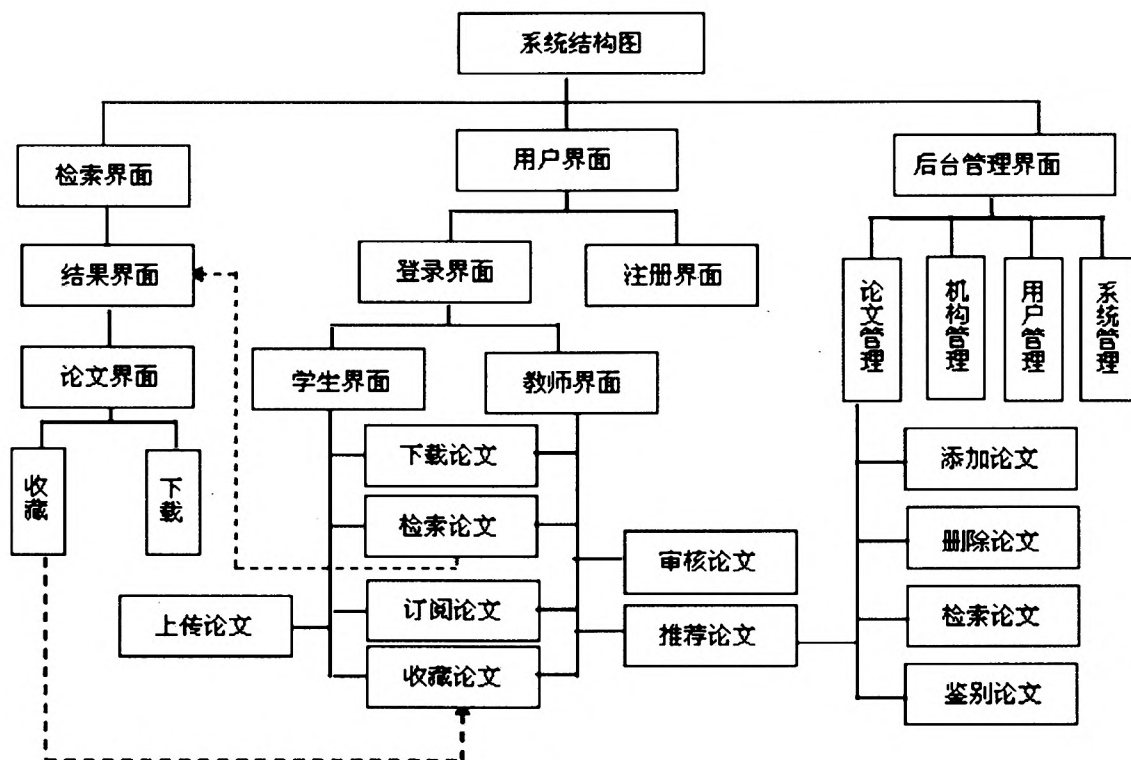 系统结构图
检索界面
用户界面
后台管理界面
结果界面
登录界面
注册界面
论文管理
机构管理
用户管理
系统管理
论文界面
学生界面
教师界面
收藏
下载
下载论文
检索论文
订阅论文
收藏论文
上传论文
审核论文
推荐论文
添加论文
删除论文
检索论文
鉴别论文